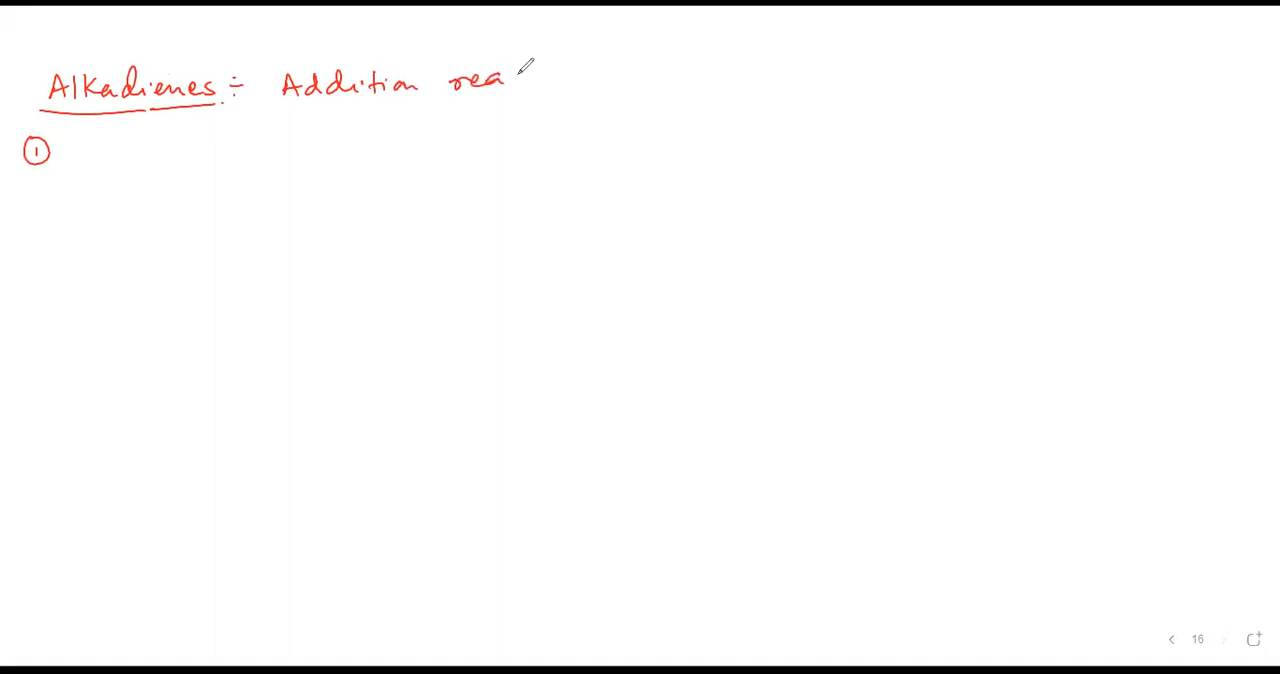 Alkadienes ÷ Addition rea
①
< 16 >